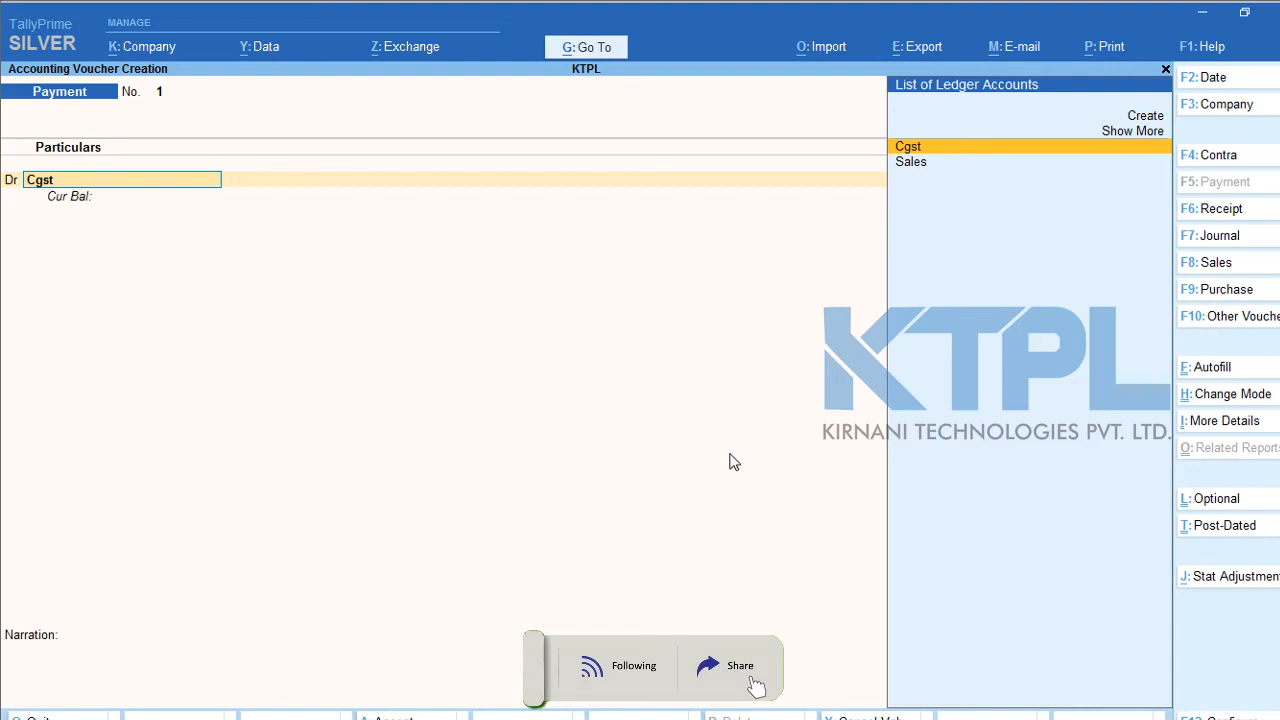 TallyPrime
SILVER
MANAGE
K: Company
Y: Data
Z: Exchange
G: Go To
O: Import
E: Export
M: E-mail
P: Print
F1: Help
Accounting Voucher Creation
KTPL
Payment No. 1
Particulars
Dr Cgst
Cur Bal:
Narration:
List of Ledger Accounts
Create
Show More
Cgst
Sales
F2: Date
F3: Company
F4: Contra
F5: Payment
F6: Receipt
F7: Journal
F8: Sales
F9: Purchase
F10: Other Vouche
F: Autofill
H: Change Mode
I: More Details
O: Related Reports
L: Optional
T: Post-Dated
J: Stat Adjustmen
KTPL
KIRNANI TECHNOLOGIES PVT. LTD.
Following
Share